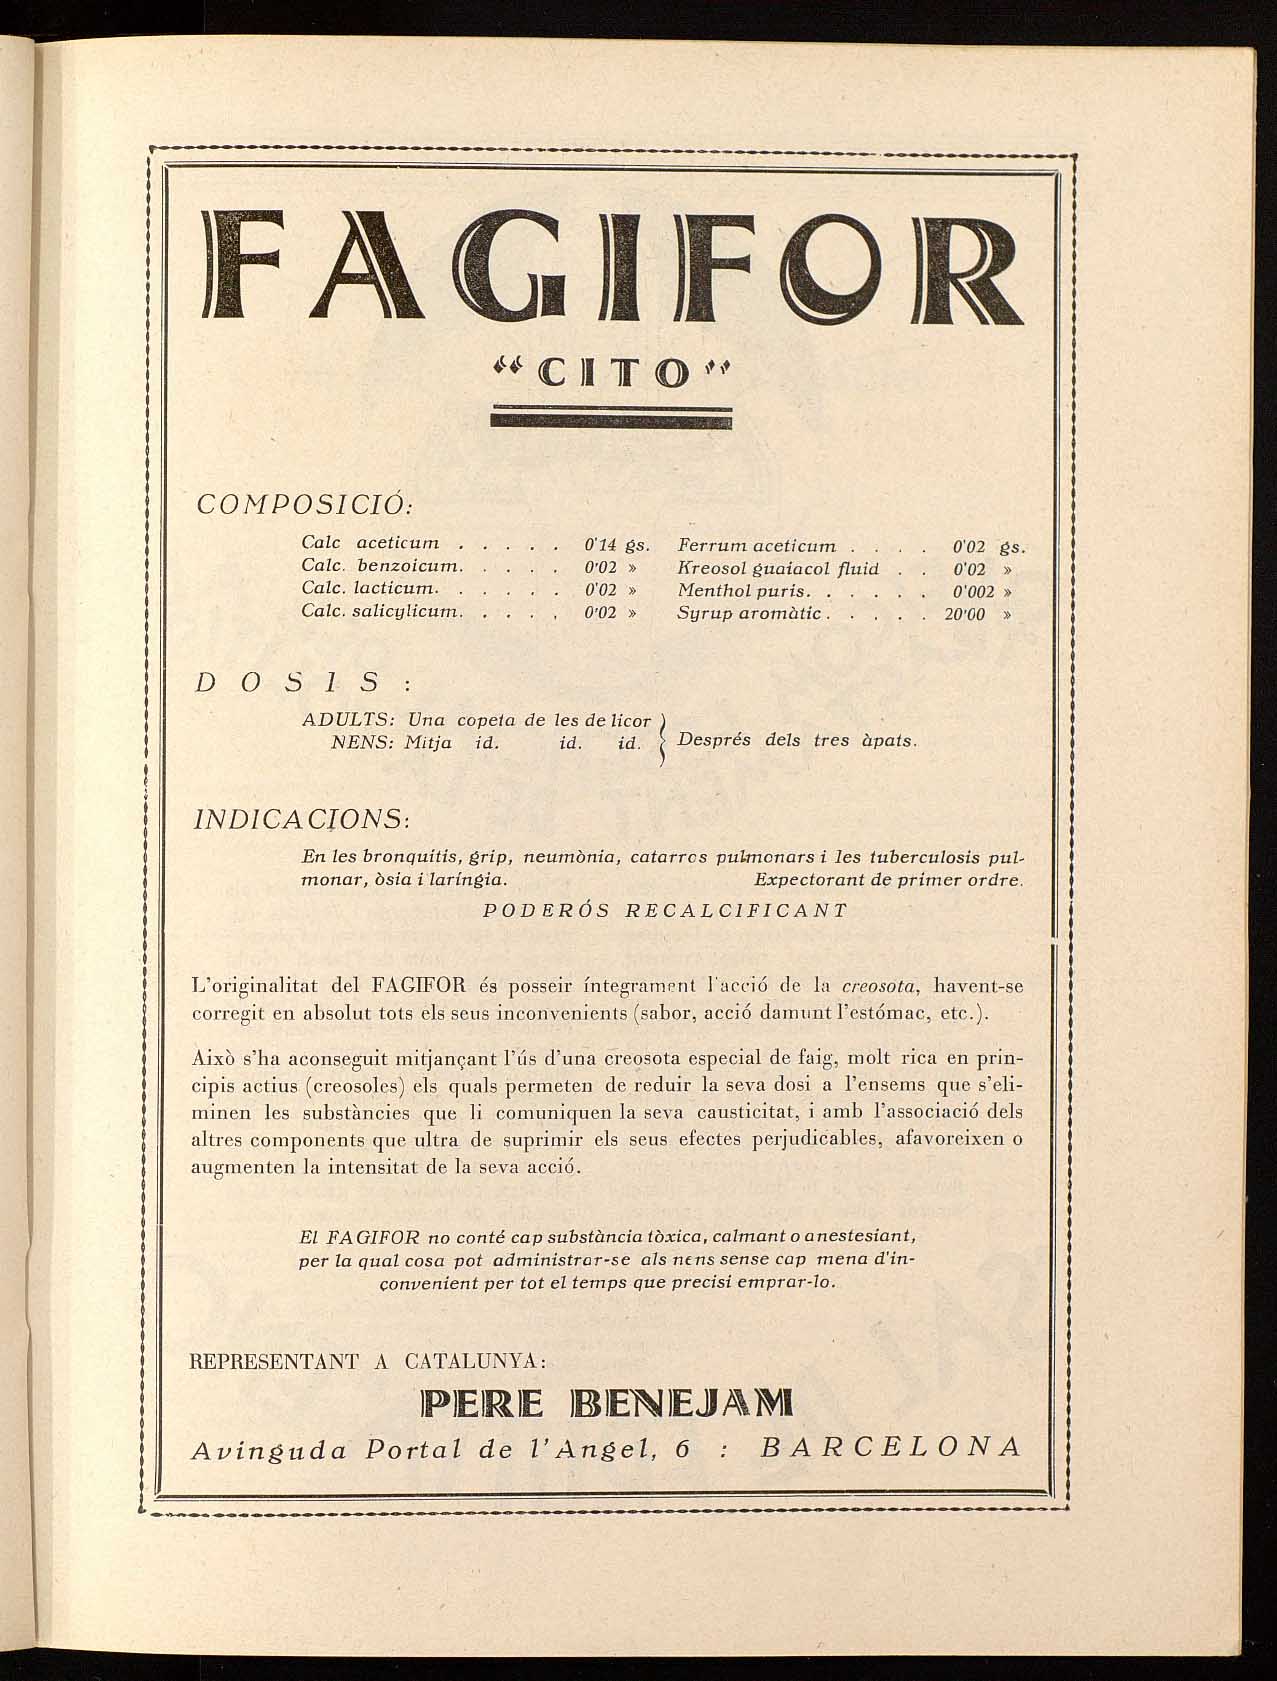 FAGIFOR
“CITO”
COMPOSICIÓ:
Calc aceticum . . . . . 0'14 gs. Ferrum aceticum . . . . 0'02 gs.
Calc. benzoicum. . . . . 0'02 » Kreosol guaiacol fluid . . 0'02 »
Calc. lacticum. . . . . . 0'02 » Menthol puris. . . . . . 0'002 »
Calc. salicylicum. . . . . 0'02 » Syrup aromàtic . . . . . 20'00 »
DOSIS :
ADULTS: Una copeta de les de licor } Després dels tres àpats.
NENS: Mitja id. id. id.
INDICACIONS:
En les bronquitis, grip, neumònia, catarros pulmonars i les tuberculosis pul-
monar, òsia i laríngia. Expectorant de primer ordre.
PODERÓS RECALCIFICANT
L'originalitat del FAGIFOR és posseir íntegrament l'acció de la creosota, havent-se
corregit en absolut tots els seus inconvenients (sabor, acció damunt l'estómac, etc.).
Això s'ha aconseguit mitjançant l'ús d'una creosota especial de faig, molt rica en prin-
cipis actius (creosoles) els quals permeten de reduir la seva dosi a l'ensems que s'eli-
minen les substàncies que li comuniquen la seva causticitat, i amb l'associació dels
altres components que ultra de suprimir els seus efectes perjudicables, afavoreixen o
augmenten la intensitat de la seva acció.
El FAGIFOR no conté cap substància tòxica, calmant o anestesiant,
per la qual cosa pot administrar-se als nens sense cap mena d'in-
convenient per tot el temps que precisi emprar-lo.
REPRESENTANT A CATALUNYA:
PERE BENEJAM
Avinguda Portal de l'Angel, 6 : BARCELONA